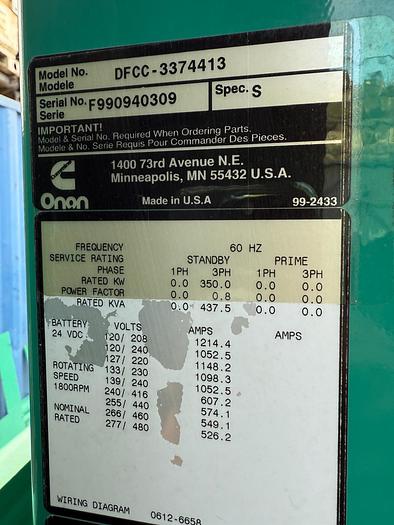 Model No. DFCC-3374413
Modele
Serial No. F990940309 Spec. S
Serie
IMPORTANT!
Model & Serial No. Required When Ordering Parts.
Modele & No. Serie Requis Pour Commander Des Pieces.
1400 73rd Avenue N.E.
Minneapolis, MN 55432 U.S.A.
Onan Made in U.S.A 99-2433
FREQUENCY 60 HZ
SERVICE RATING STANDBY PRIME
PHASE 1PH 3PH 1PH 3PH
RATED KW 0.0 350.0 0.0 0.0
POWER FACTOR 0.0 0.8 0.0 0.0
RATED KVA 0.0 437.5 0.0 0.0
BATTERY VOLTS AMPS AMPS
24 VDC 120/ 208 1214.4
120/ 240 1052.5
127/ 220 1148.2
ROTATING 133/ 230 1098.3
SPEED 139/ 240 1052.5
1800RPM 240/ 416 607.2
255/ 440 574.1
NOMINAL 266/ 460 549.1
RATED 277/ 480 526.2
WIRING DIAGRAM 0612-6658